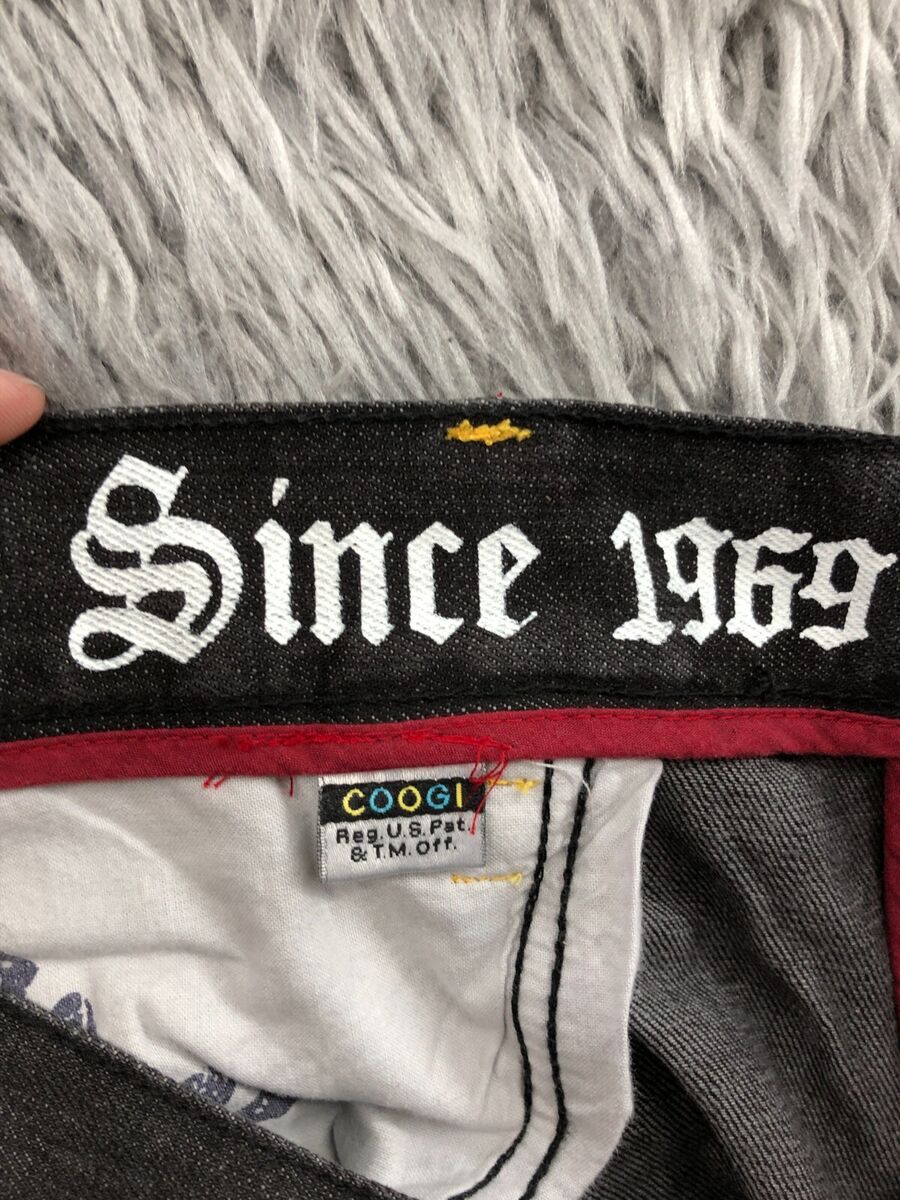 Since 1969
COOGI
Reg. U.S. Pat.
& T.M. Off.